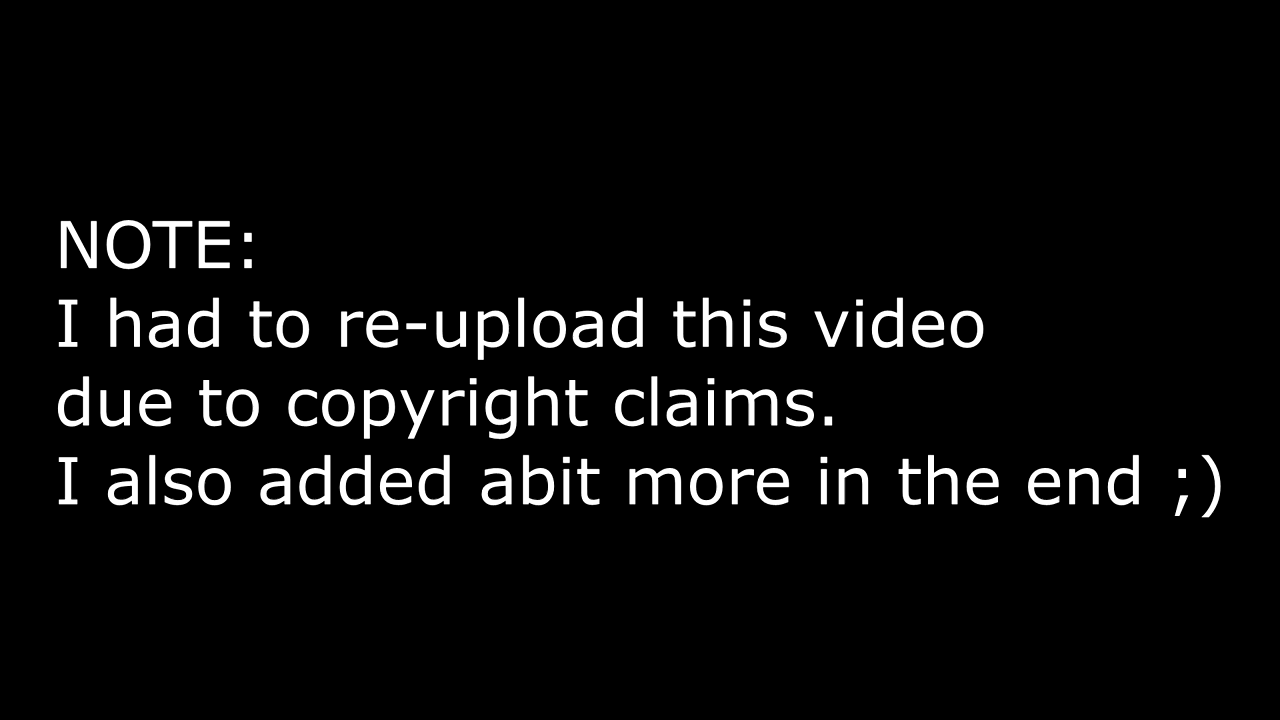 NOTE:
I had to re-upload this video
due to copyright claims.
I also added abit more in the end ;)